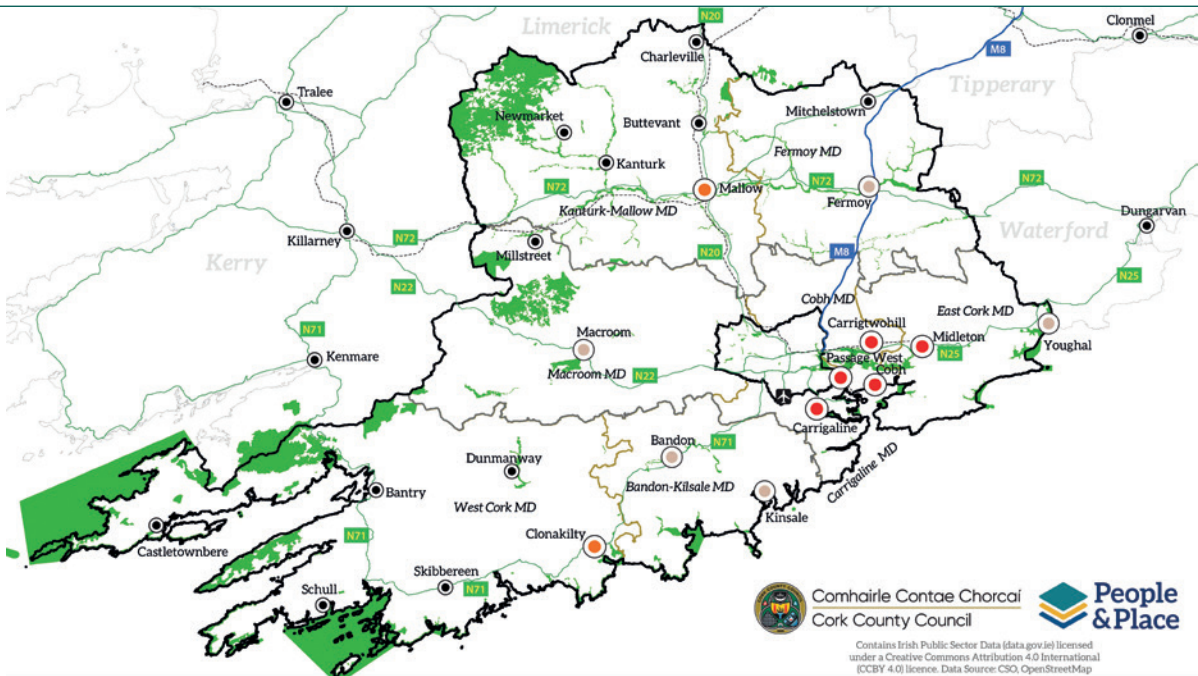 Limerick
N20
Clonmel
Charleville
M8
Tipperary
Tralee
Mitchelstown
Newmarket
Buttevant
Fermoy MD
Kanturk
N72
Mallow
N72
N72
Kanturk-Mallow MD
Fermoy
Dungarvan
Killarney
N72
Millstreet
N20
M8
Waterford
Kerry
N22
N25
Cobh MD
East Cork MD
N71
Macroom
Carrigtwohill
Midleton
Youghal
Kenmare
Passage West
N25
Macroom MD
N22
Cobh
Carrigaline
Bandon
N71
Dunmanway
Carrigaline MD
Bantry
West Cork MD
Bandon-Kilsale MD
Kinsale
Castletownbere
N71
Clonakilty
Skibbereen
Schull
N71
Comhairle Contae Chorcaí
Cork County Council
People
& Place
Contains Irish Public Sector Data (data.gov.ie) licensed
under a Creative Commons Attribution 4.0 International
(CCBY 4.0) licence. Data Source: CSO, OpenStreetMap